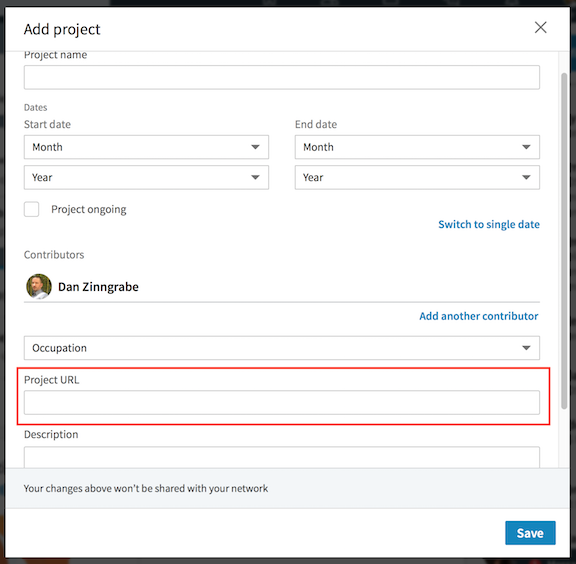 Add project
Project name
Dates
Start date End date
Month Month
Year Year
Project ongoing
Switch to single date
Contributors
Dan Zinngrabe
Add another contributor
Occupation
Project URL
Description
Your changes above won't be shared with your network
Save